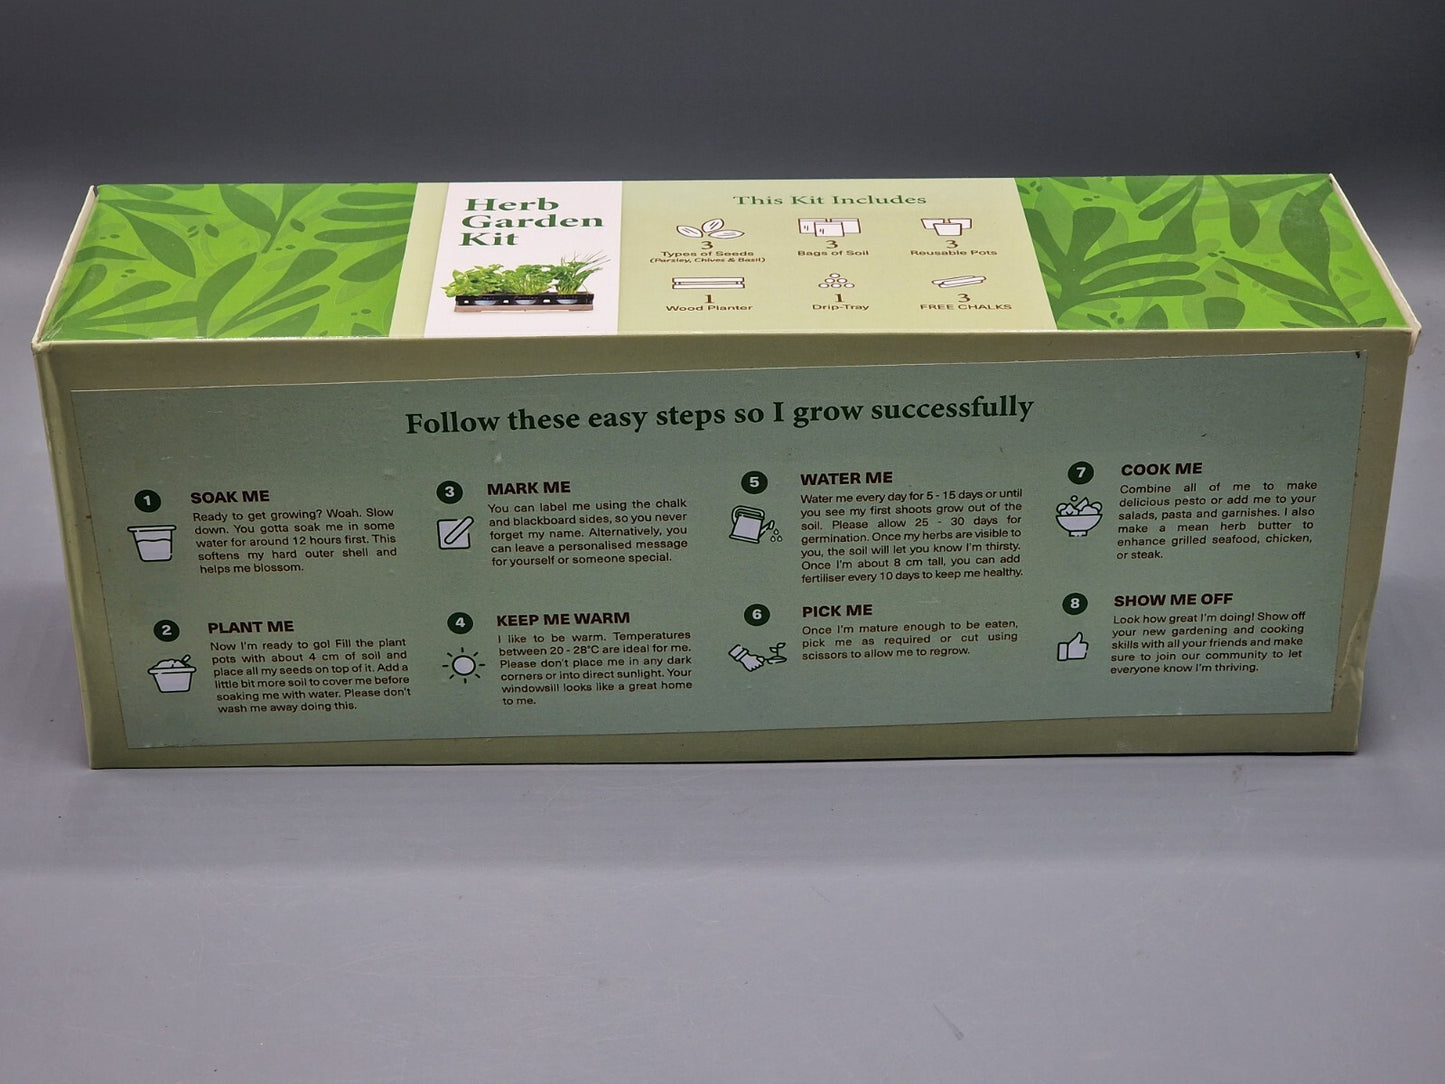 Herb
Garden
Kit
This Kit Includes
3
Types of Seeds
(Parsley, Chives & Basil)
3
Bags of Soil
3
Reusable Pots
1
Wood Planter
1
Drip-Tray
3
FREE CHALKS
Follow these easy steps so I grow successfully
1
SOAK ME
Ready to get growing? Woah. Slow
down. You gotta soak me in some
water for around 12 hours first. This
softens my hard outer shell and
helps me blossom.
2
PLANT ME
Now I'm ready to go! Fill the plant
pots with about 4 cm of soil and
place all my seeds on top of it. Add a
little bit more soil to cover me before
soaking me with water. Please don't
wash me away doing this.
3
MARK ME
You can label me using the chalk
and blackboard sides, so you never
forget my name. Alternatively, you
can leave a personalised message
for yourself or someone special.
4
KEEP ME WARM
I like to be warm. Temperatures
between 20 - 28°C are ideal for me.
Please don't place me in any dark
corners or into direct sunlight. Your
windowsill looks like a great home
to me.
5
WATER ME
Water me every day for 5 - 15 days or until
you see my first shoots grow out of the
soil. Please allow 25 - 30 days for
germination. Once my herbs are visible to
you, the soil will let you know I'm thirsty.
Once I'm about 8 cm tall, you can add
fertiliser every 10 days to keep me healthy.
6
PICK ME
Once I'm mature enough to be eaten,
pick me as required or cut using
scissors to allow me to regrow.
7
COOK ME
Combine all of me to make
delicious pesto or add me to your
salads, pasta and garnishes. I also
make a mean herb butter to
enhance grilled seafood, chicken,
or steak.
8
SHOW ME OFF
Look how great I'm doing! Show off
your new gardening and cooking
skills with all your friends and make
sure to join our community to let
everyone know I'm thriving.